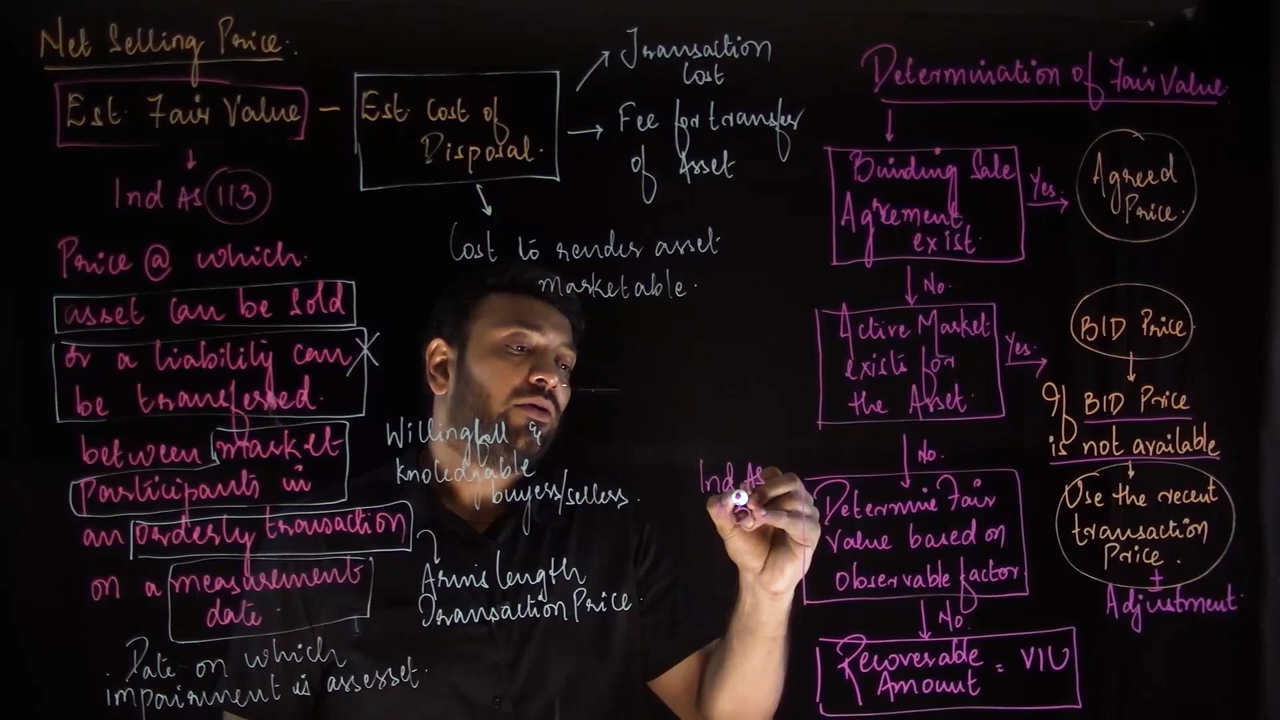 Net Selling Price.
Est. Fair Value - Est. Cost of
Disposal.
Transaction
Cost
Fee for transfer
of Asset
Cost to render asset
marketable.
Ind As 113
Price @ which
asset can be sold
or a liability can X
be transferred.
between market
participants in
an orderly transaction
on a measurement
date.
Willingfull &
knoledgable
buyers/sellers.
Arms length
Transaction Price.
. Date on which
impairment is assesset.
Determination of Fair Value
Binding Sale
Agreement
exist.
Yes.
Agreed
Price.
No.
Active Market
exists for
the Asset.
Yes.
BID Price
If BID Price
is not available
Use the recent
transaction
Price.
±
Adjustment
No.
Ind As
Determine Fair
Value based on
Observable factor
No.
Recoverable
Amount = VIU